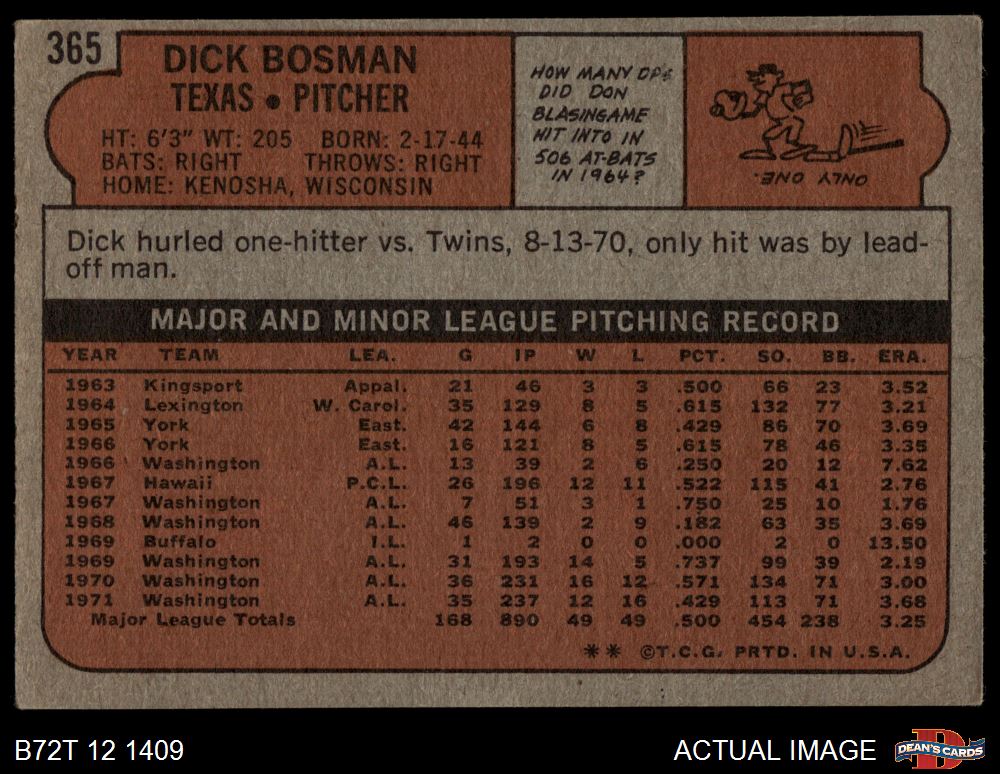 365
DICK BOSMAN
TEXAS • PITCHER
HT: 6'3" WT: 205 BORN: 2-17-44
BATS: RIGHT THROWS: RIGHT
HOME: KENOSHA, WISCONSIN
HOW MANY DPs
DID DON
BLASINGAME
HIT INTO IN
506 AT-BATS
IN 1964?
ONLY ONE.
Dick hurled one-hitter vs. Twins, 8-13-70, only hit was by lead-
off man.
MAJOR AND MINOR LEAGUE PITCHING RECORD
YEAR TEAM LEA. G IP W L PCT. SO. BB. ERA.
1963 Kingsport Appal. 21 46 3 3 .500 66 23 3.52
1964 Lexington W. Carol. 35 129 8 5 .615 132 77 3.21
1965 York East. 42 144 6 8 .429 86 70 3.69
1966 York East. 16 121 8 5 .615 78 46 3.35
1966 Washington A.L. 13 39 2 6 .250 20 12 7.62
1967 Hawaii P.C.L. 26 196 12 11 .522 115 41 2.76
1967 Washington A.L. 7 51 3 1 .750 25 10 1.76
1968 Washington A.L. 46 139 2 9 .182 63 35 3.69
1969 Buffalo I.L. 1 2 0 0 .000 2 0 13.50
1969 Washington A.L. 31 193 14 5 .737 99 39 2.19
1970 Washington A.L. 36 231 16 12 .571 134 71 3.00
1971 Washington A.L. 35 237 12 16 .429 113 71 3.68
Major League Totals 168 890 49 49 .500 454 238 3.25
** ©T.C.G. PRTD. IN U.S.A.
B72T 12 1409
ACTUAL IMAGE
DEAN'S CARDS